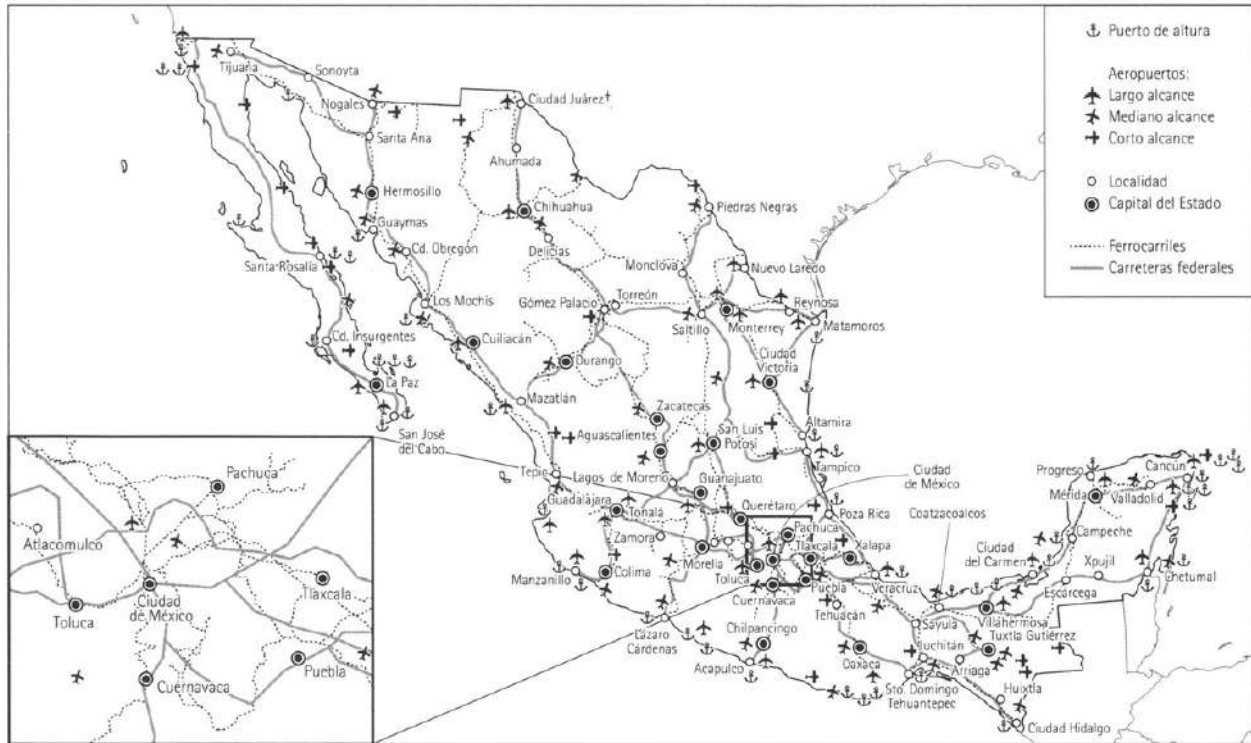 Puerto de altura
Aeropuertos:
Largo alcance
Mediano alcance
Corto alcance
Localidad
Capital del Estado
Ferrocarriles
Carreteras federales
Tijuana
Sonoyta
Nogales
Ciudad Juárez
Santa Ana
Ahumada
Hermosillo
Chihuahua
Piedras Negras
Guaymas
Cd. Obregón
Delicias
Santa Rosalía
Monclova
Nuevo Laredo
Los Mochis
Gómez Palacio
Torreón
Reynosa
Saltillo
Monterrey
Matamoros
Cd. Insurgentes
Cuiliacán
Durango
Ciudad
Victoria
La Paz
Mazatlán
Zacatecas
San José
del Cabo
Aguascalientes
San Luis
Potosí
Altamira
Tampico
Tepic
Lagos de Moreno
Guanajuato
Ciudad
de México
Progreso
Cancún
Mérida
Valladolid
Guadalajara
Tonalá
Querétaro
Poza Rica
Coatzacoalcos
Pachuca
Campeche
Zamora
Morelia
Tlaxcala
Xalapa
Ciudad
del Carmen
Xpujil
Manzanillo
Colima
Toluca
Puebla
Veracruz
Escárcega
Chetumal
Cuernavaca
Tehuacán
Sayula
Villahermosa
Lázaro
Cárdenas
Chilpancingo
Tuxtla Gutiérrez
Juchitán
Acapulco
Oaxaca
Arriaga
Sto. Domingo
Tehuantepec
Huixtla
Ciudad Hidalgo
Pachuca
Atlacomulco
Tlaxcala
Toluca
Ciudad
de México
Puebla
Cuernavaca